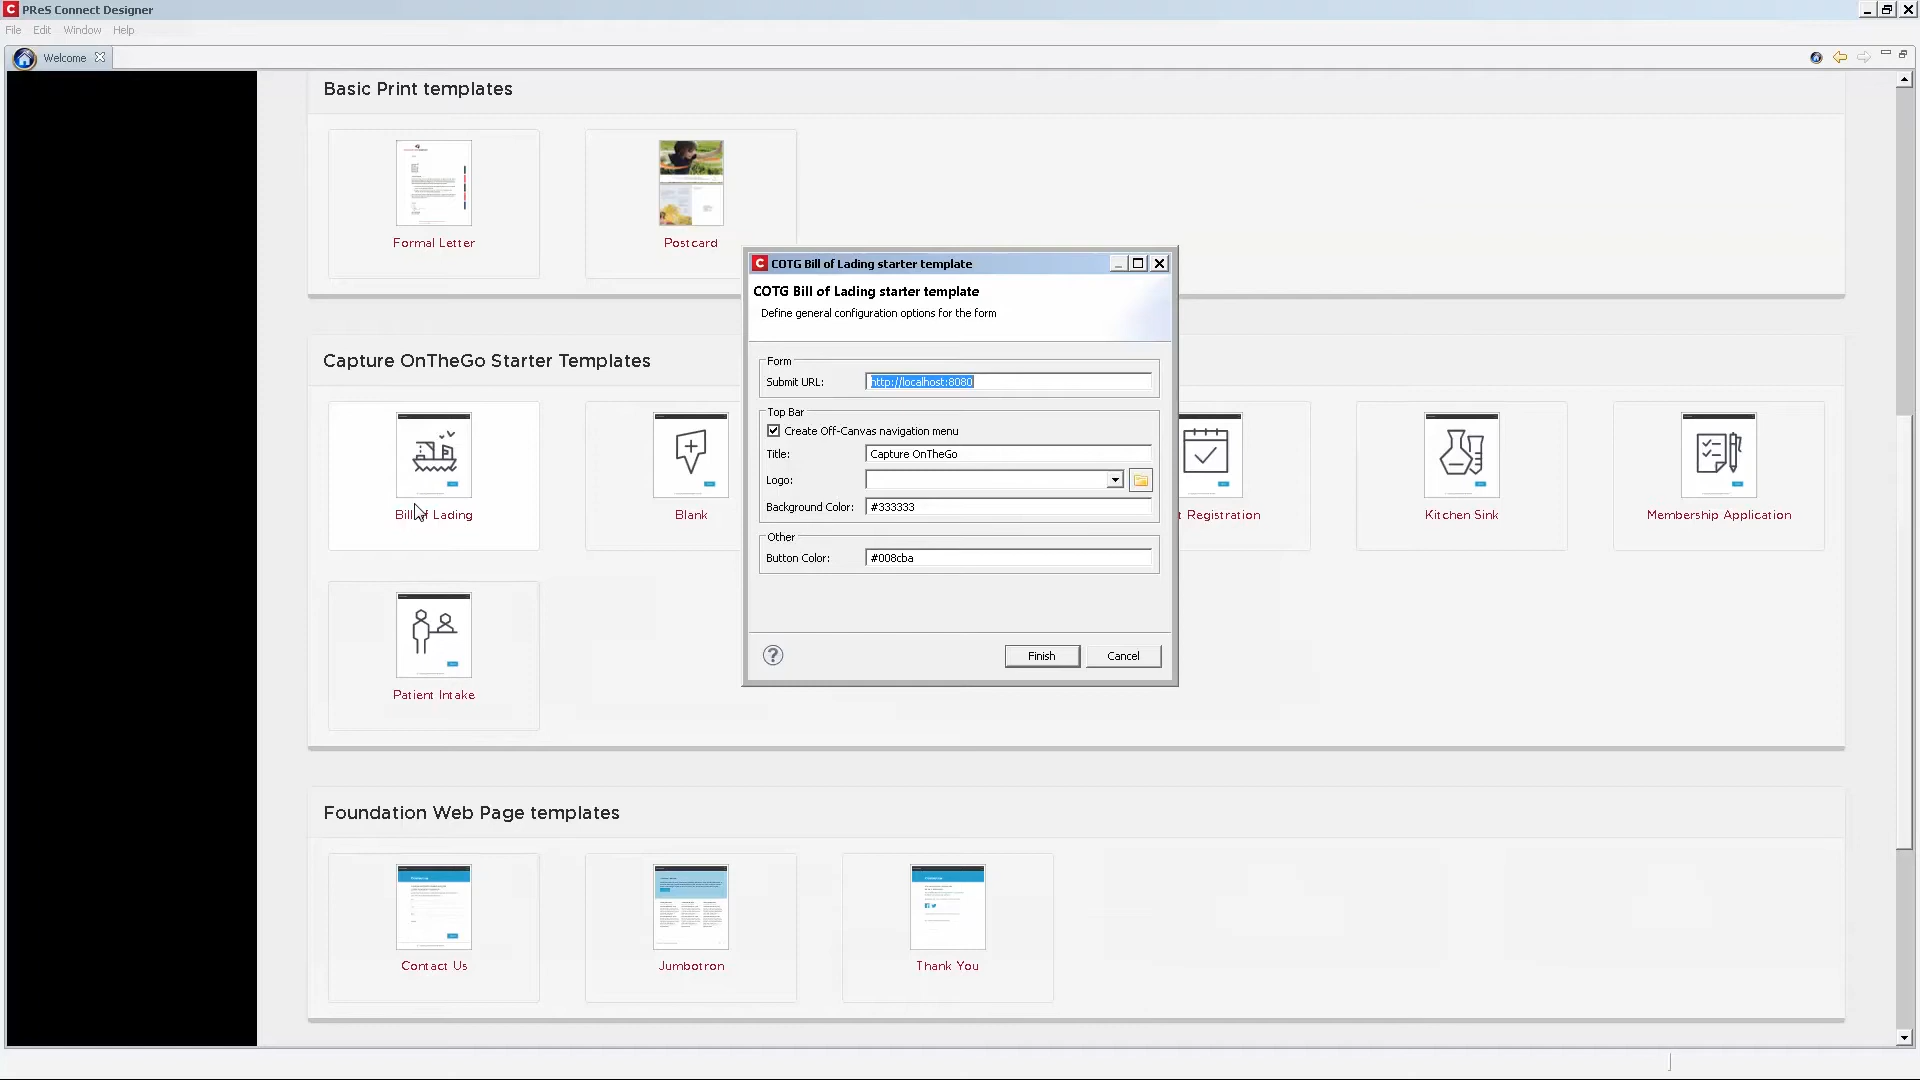 PReS Connect Designer
File Edit Window Help
Welcome
Basic Print templates
Formal Letter
Postcard
Capture OnTheGo Starter Templates
Bill of Lading
Blank
t Registration
Kitchen Sink
Membership Application
Patient Intake
COTG Bill of Lading starter template
COTG Bill of Lading starter template
Define general configuration options for the form
Form
Submit URL: http://localhost:8080
Top Bar
Create Off-Canvas navigation menu
Title: Capture OnTheGo
Logo:
Background Color: #333333
Other
Button Color: #008cba
Finish
Cancel
Foundation Web Page templates
Contact Us
Jumbotron
Thank You